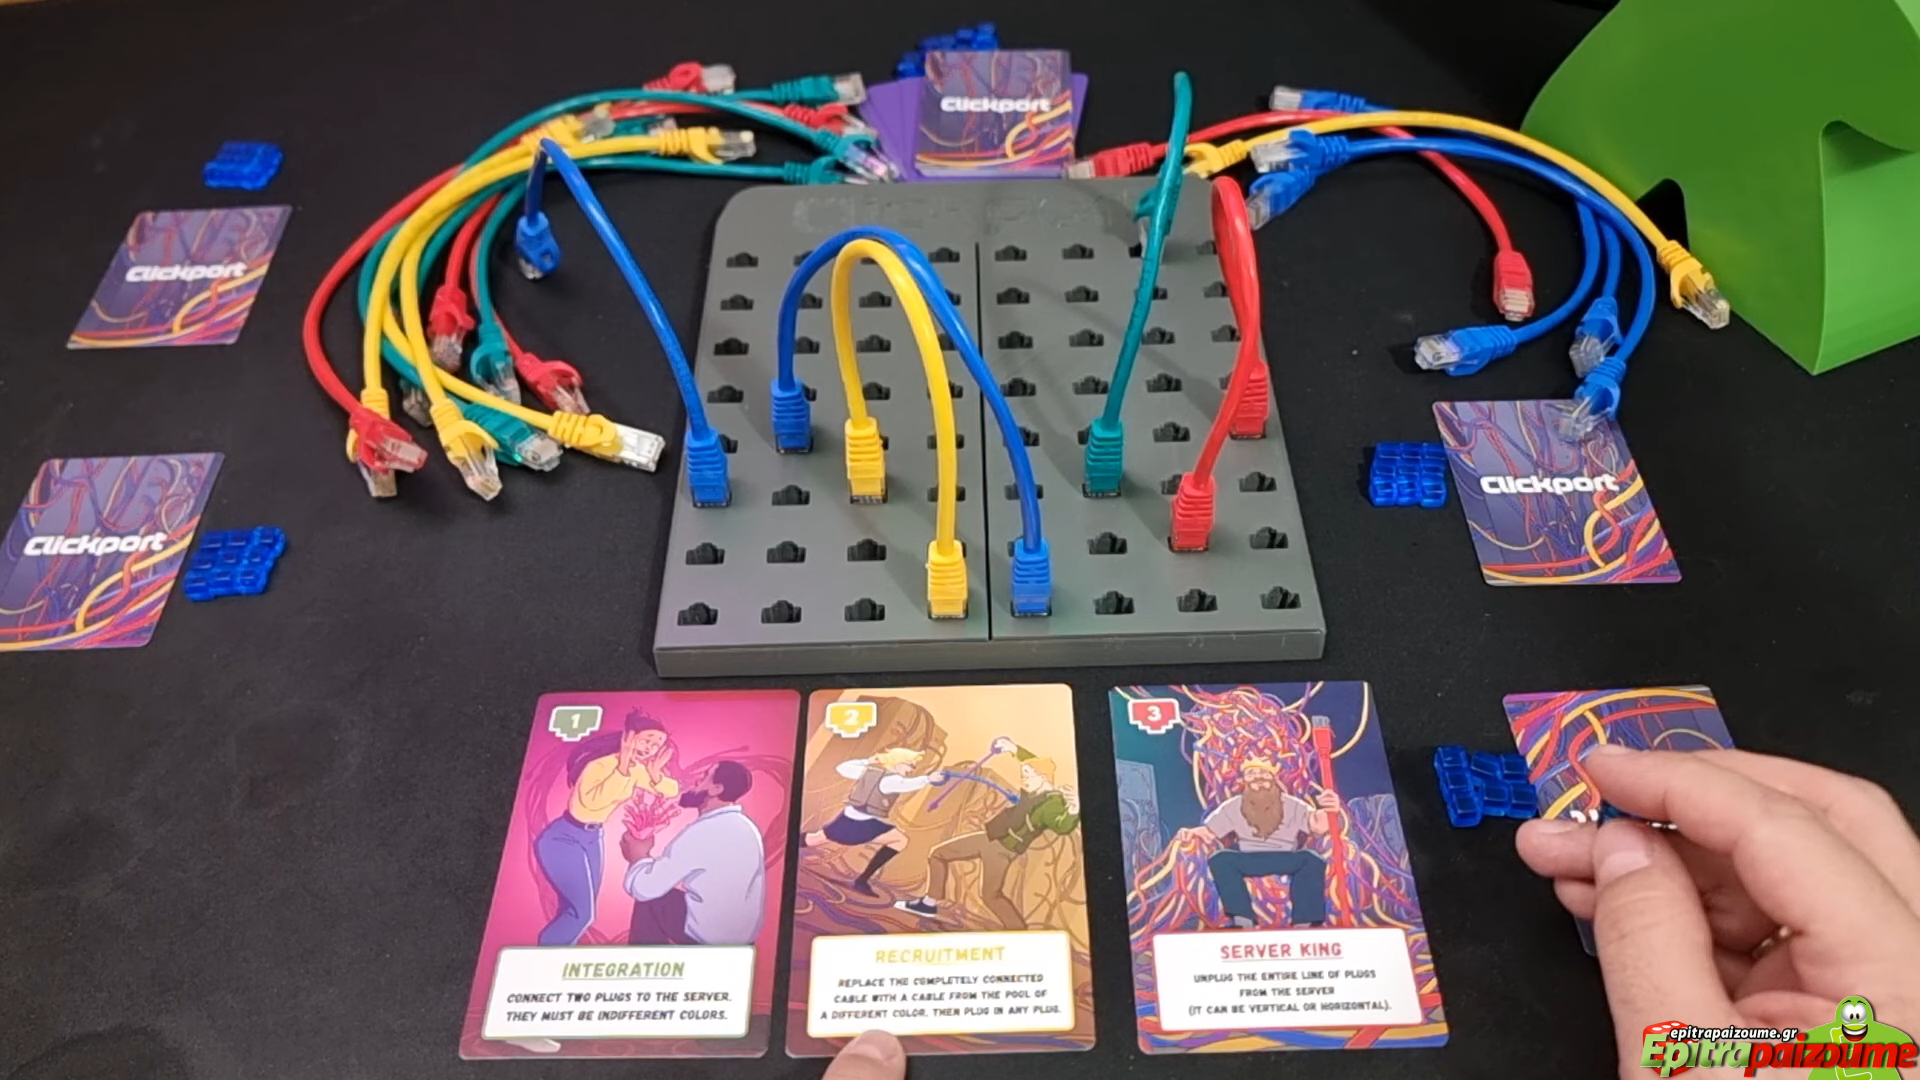 Clickport
Clickport
Clickport
Clickport
1
INTEGRATION
CONNECT TWO PLUGS TO THE SERVER.
THEY MUST BE INDIFFERENT COLORS.
2
RECRUITMENT
REPLACE THE COMPLETELY CONNECTED
CABLE WITH A CABLE FROM THE POOL OF
A DIFFERENT COLOR, THEN PLUG IN ANY PLUG.
3
SERVER KING
UNPLUG THE ENTIRE LINE OF PLUGS
FROM THE SERVER
(IT CAN BE VERTICAL OR HORIZONTAL).
epitrapaizoume.gr
Epitrapaizoume